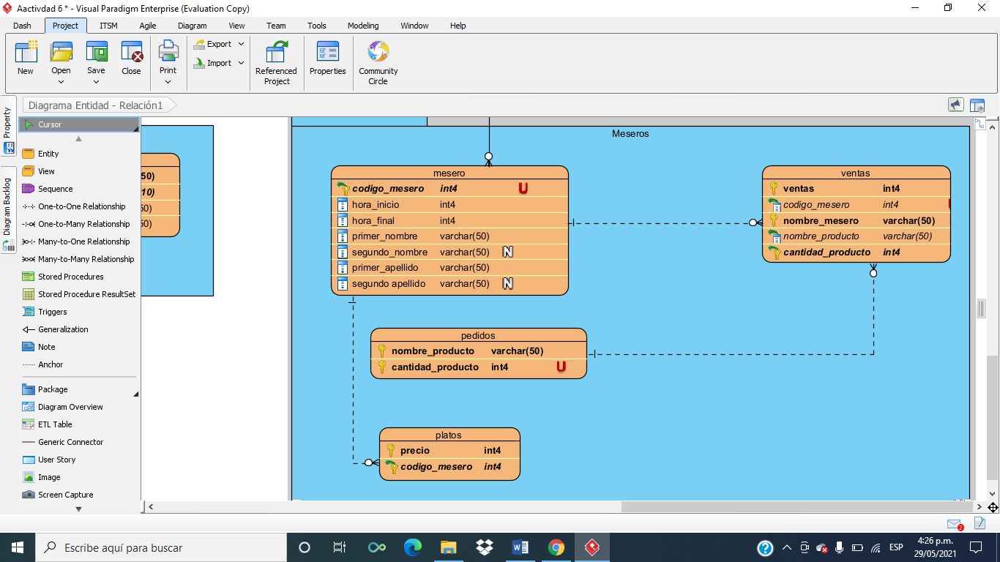 Aactivdad 6 * - Visual Paradigm Enterprise (Evaluation Copy)
Dash Project ITSM Agile Diagram View Team Tools Modeling Window Help
New Open Save Close Print Export Import Referenced Project Properties Community Circle
Diagrama Entidad - Relación1
Property
Diagram Backlog
Cursor
Entity
View
Sequence
One-to-One Relationship
One-to-Many Relationship
Many-to-One Relationship
Many-to-Many Relationship
Stored Procedures
Stored Procedure ResultSet
Triggers
Generalization
Note
Anchor
Package
Diagram Overview
ETL Table
Generic Connector
User Story
Image
Screen Capture
50)
10)
50)
50)
Meseros
mesero
codigo_mesero int4 U
hora_inicio int4
hora_final int4
primer_nombre varchar(50)
segundo_nombre varchar(50) N
primer_apellido varchar(50)
segundo apellido varchar(50) N
ventas
ventas int4
codigo_mesero int4
nombre_mesero varchar(50)
nombre_producto varchar(50)
cantidad_producto int4
pedidos
nombre_producto varchar(50)
cantidad_producto int4 U
platos
precio int4
codigo_mesero int4
2
Escribe aquí para buscar
ESP
4:26 p.m.
29/05/2021